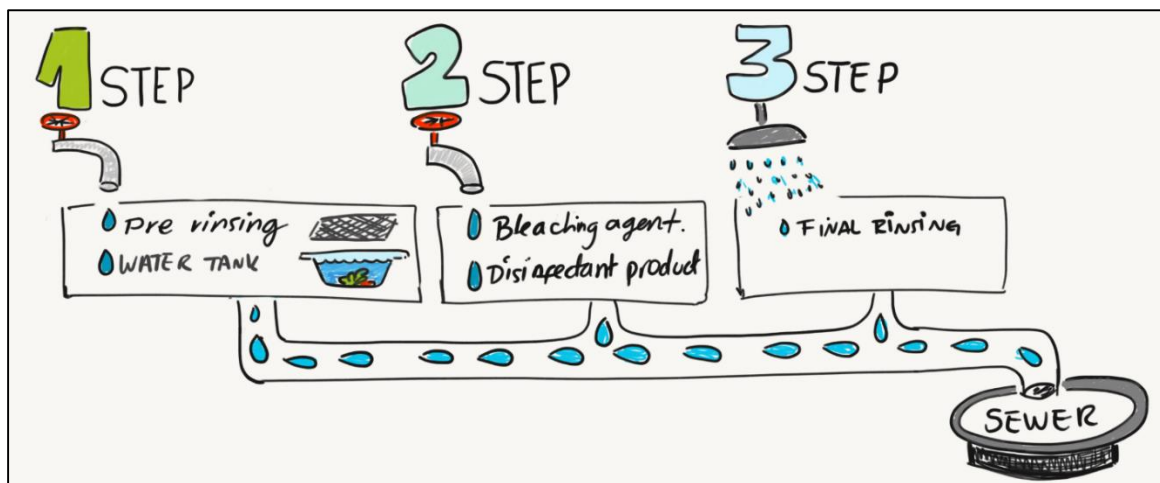 1 STEP
Pre rinsing
WATER TANK
2 STEP
Bleaching agent.
Disinfectant product
3 STEP
FINAL RINSING
SEWER